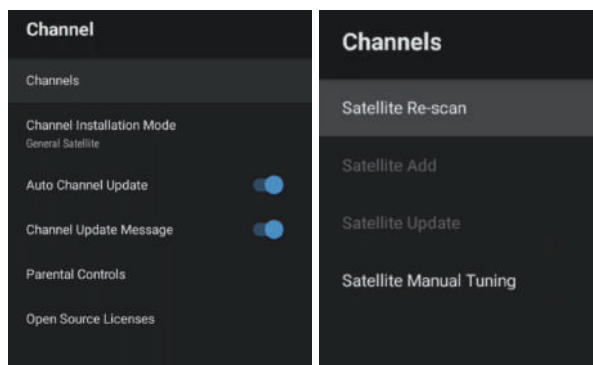 Channel
Channels
Channel Installation Mode
General Satellite
Auto Channel Update
Channel Update Message
Parental Controls
Open Source Licenses
Channels
Satellite Re-scan
Satellite Add
Satellite Update
Satellite Manual Tuning